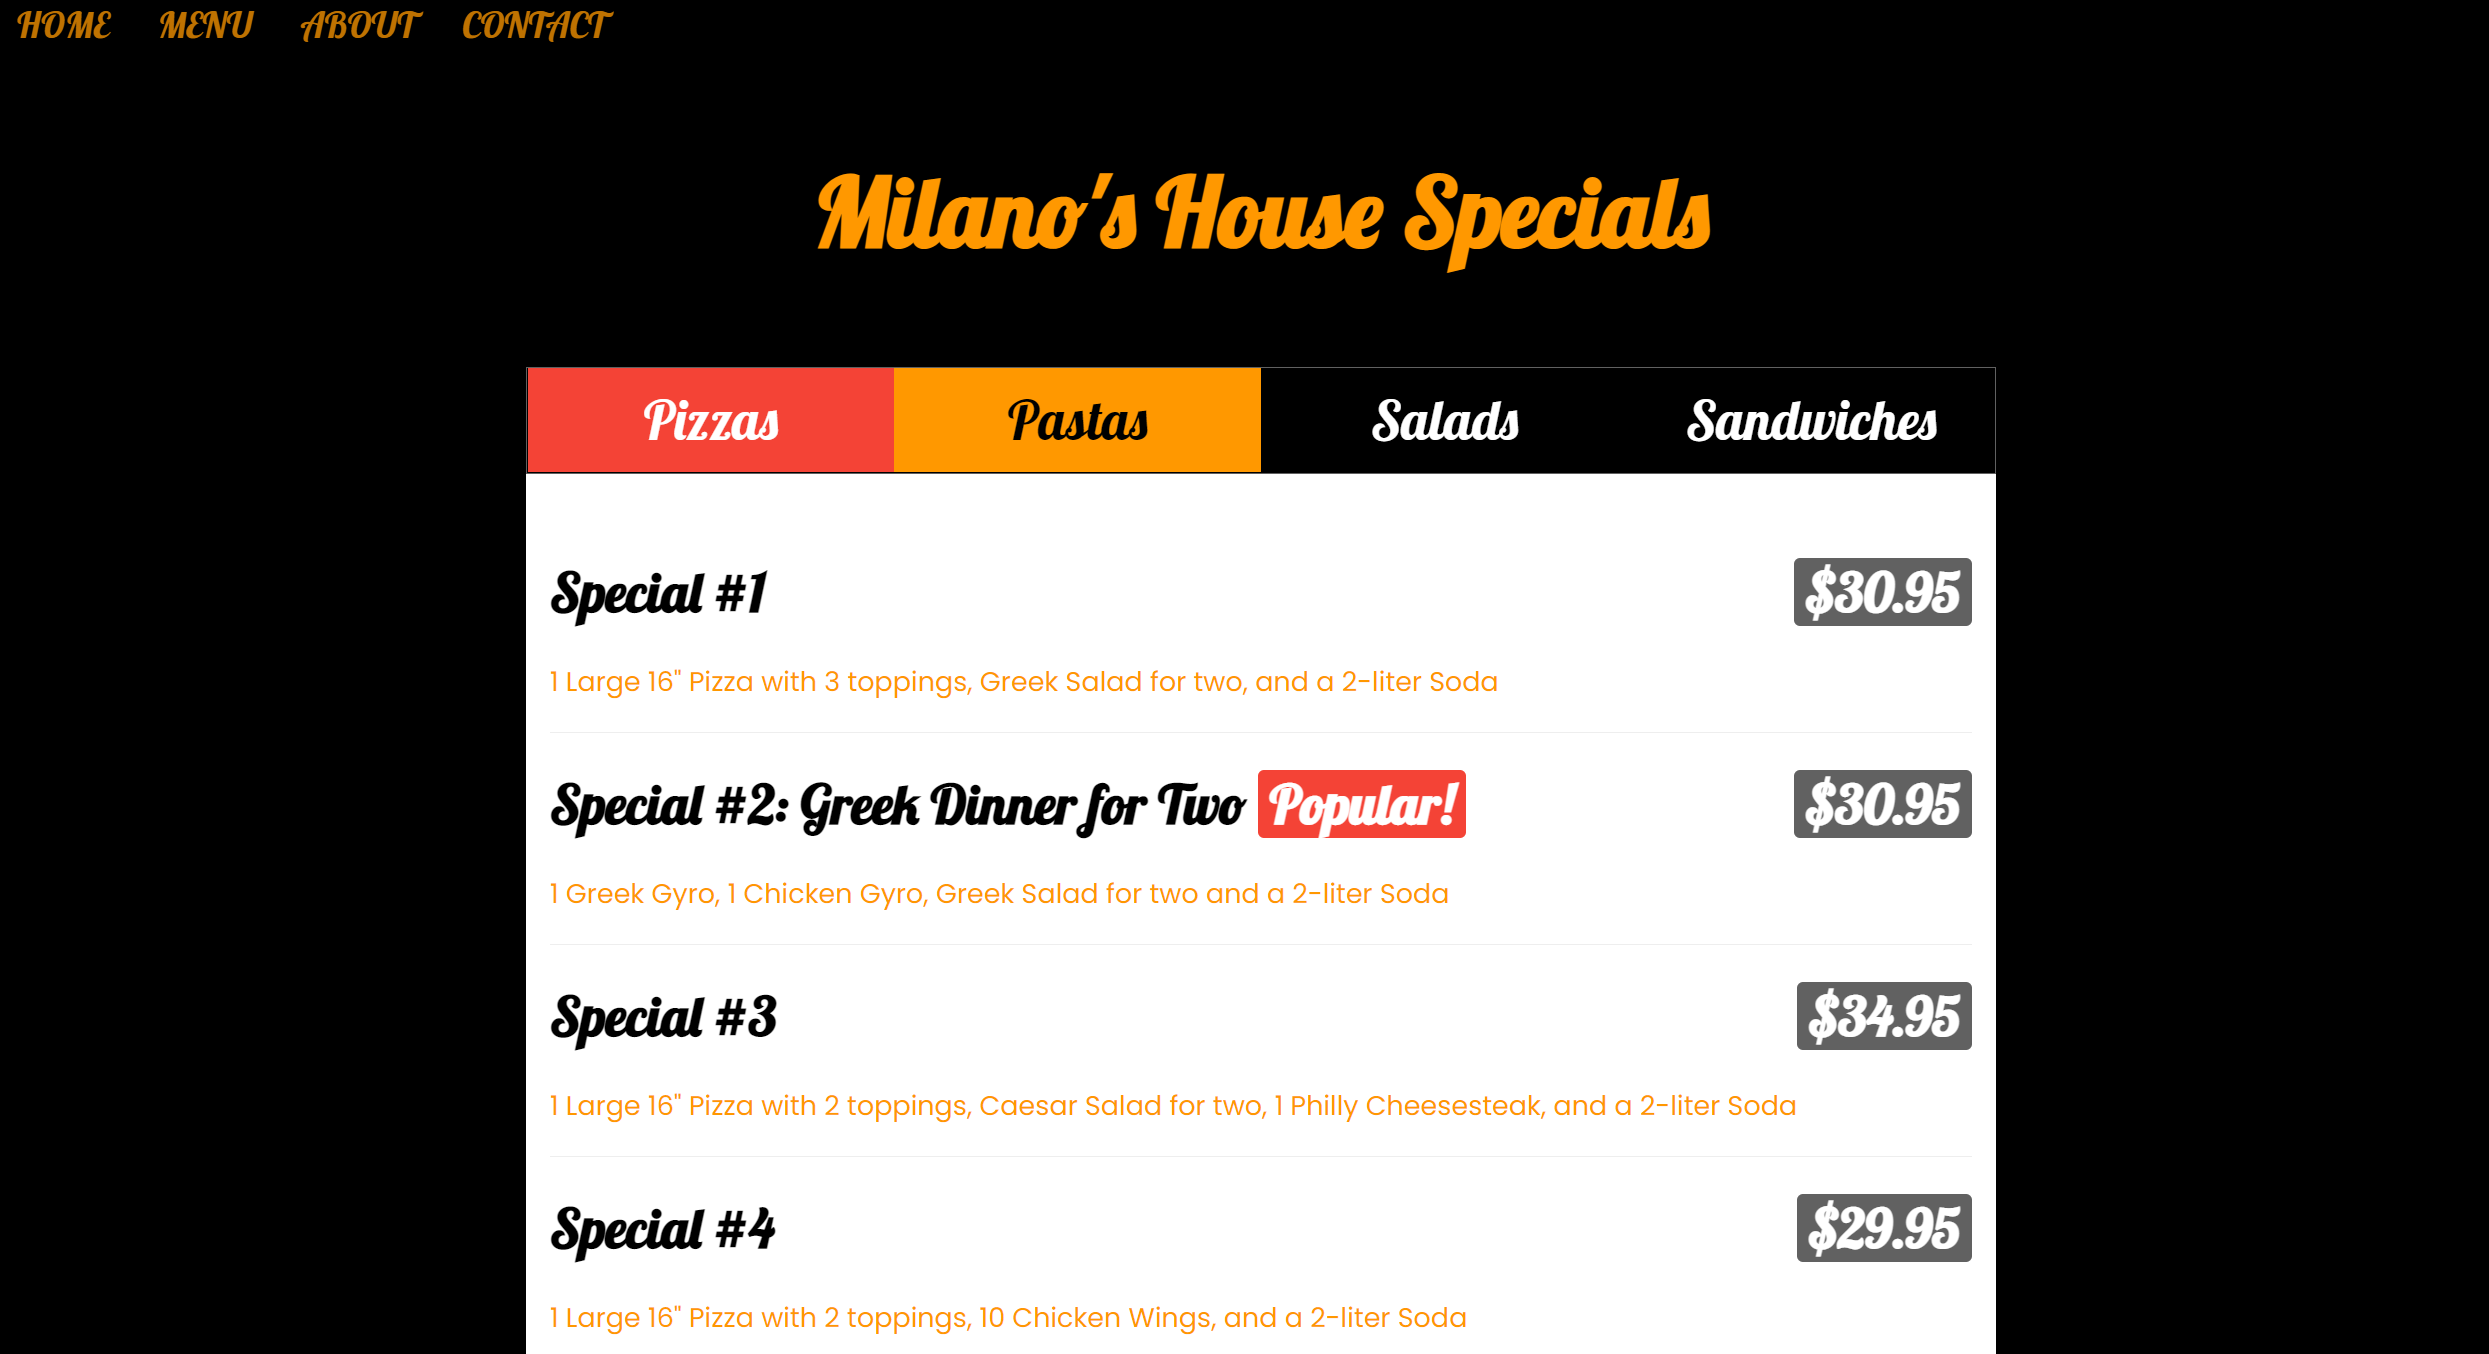 HOME MENU ABOUT CONTACT
Milano's House Specials
Pizzas Pastas Salads Sandwiches
Special #1 $30.95
1 Large 16" Pizza with 3 toppings, Greek Salad for two, and a 2-liter Soda
Special #2: Greek Dinner for Two Popular! $30.95
1 Greek Gyro, 1 Chicken Gyro, Greek Salad for two and a 2-liter Soda
Special #3 $34.95
1 Large 16" Pizza with 2 toppings, Caesar Salad for two, 1 Philly Cheesesteak, and a 2-liter Soda
Special #4 $29.95
1 Large 16" Pizza with 2 toppings, 10 Chicken Wings, and a 2-liter Soda